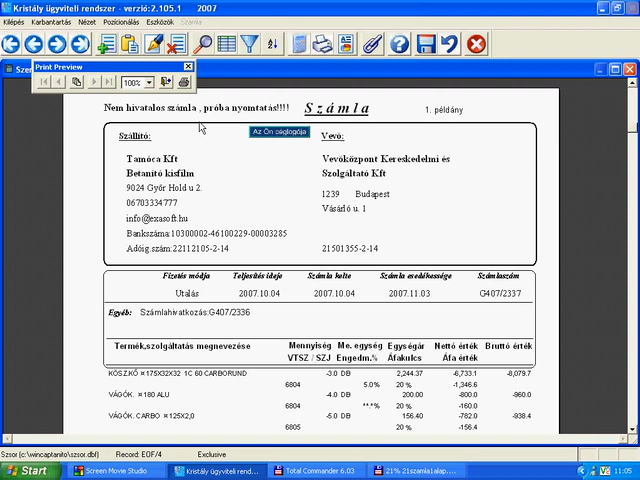 Kristály ügyviteli rendszer - verzió:2.105.1 2007
Kilépés Karbantartás Nézet Pozícionálás Eszközök Számla
Print Preview
100%
Nem hivatalos számla , próba nyomtatás!!!! Számla 1. példány
Az Ön céglogója
Szállító: Vevő:
Tamóca Kft Vevőközpont Kereskedelmi és
Betanító kisfilm Szolgáltató Kft
9024 Győr Hold u 2.
1239 Budapest
06703334777
Vásárló u. 1
info@exasoft.hu
Bankszáma:10300002-46100229-00003285
Adóig.szám:22112105-2-14 21501355-2-14
Fizetés módja Teljesítés ideje Számla kelte Számla esedékessége Számlaszám
Utalás 2007.10.04 2007.10.04 2007.11.03 G407/2337
Egyéb: Számlahivatkozás:G407/2336
Termék,szolgáltatás megnevezése Mennyiség Me. egység Egységár Nettó érték Bruttó érték
VTSZ / SZJ Engedm.% Áfakulcs Áfa érték
KÖSZKŐ ¤175X32X32 1C 60 CARBORUND -3.0 DB 2,244.37 -6,733.1 -8,079.7
6804 5.0% 20 % -1,346.6
VÁGÓK. ¤180 ALU -4.0 DB 200.00 -800.0 -960.0
6804 **.*% 20 % -160.0
VÁGÓK. CARBO ¤125X2,0 -5.0 DB 156.40 -782.0 -938.4
6805 20 % -156.4
Szsor (c:\wincaptanito\szsor.dbf) Record: EOF/4 Exclusive
Start Screen Movie Studio Kristály ügyviteli rend... Total Commander 6.03 21% 21szamla1alap.... 11:05